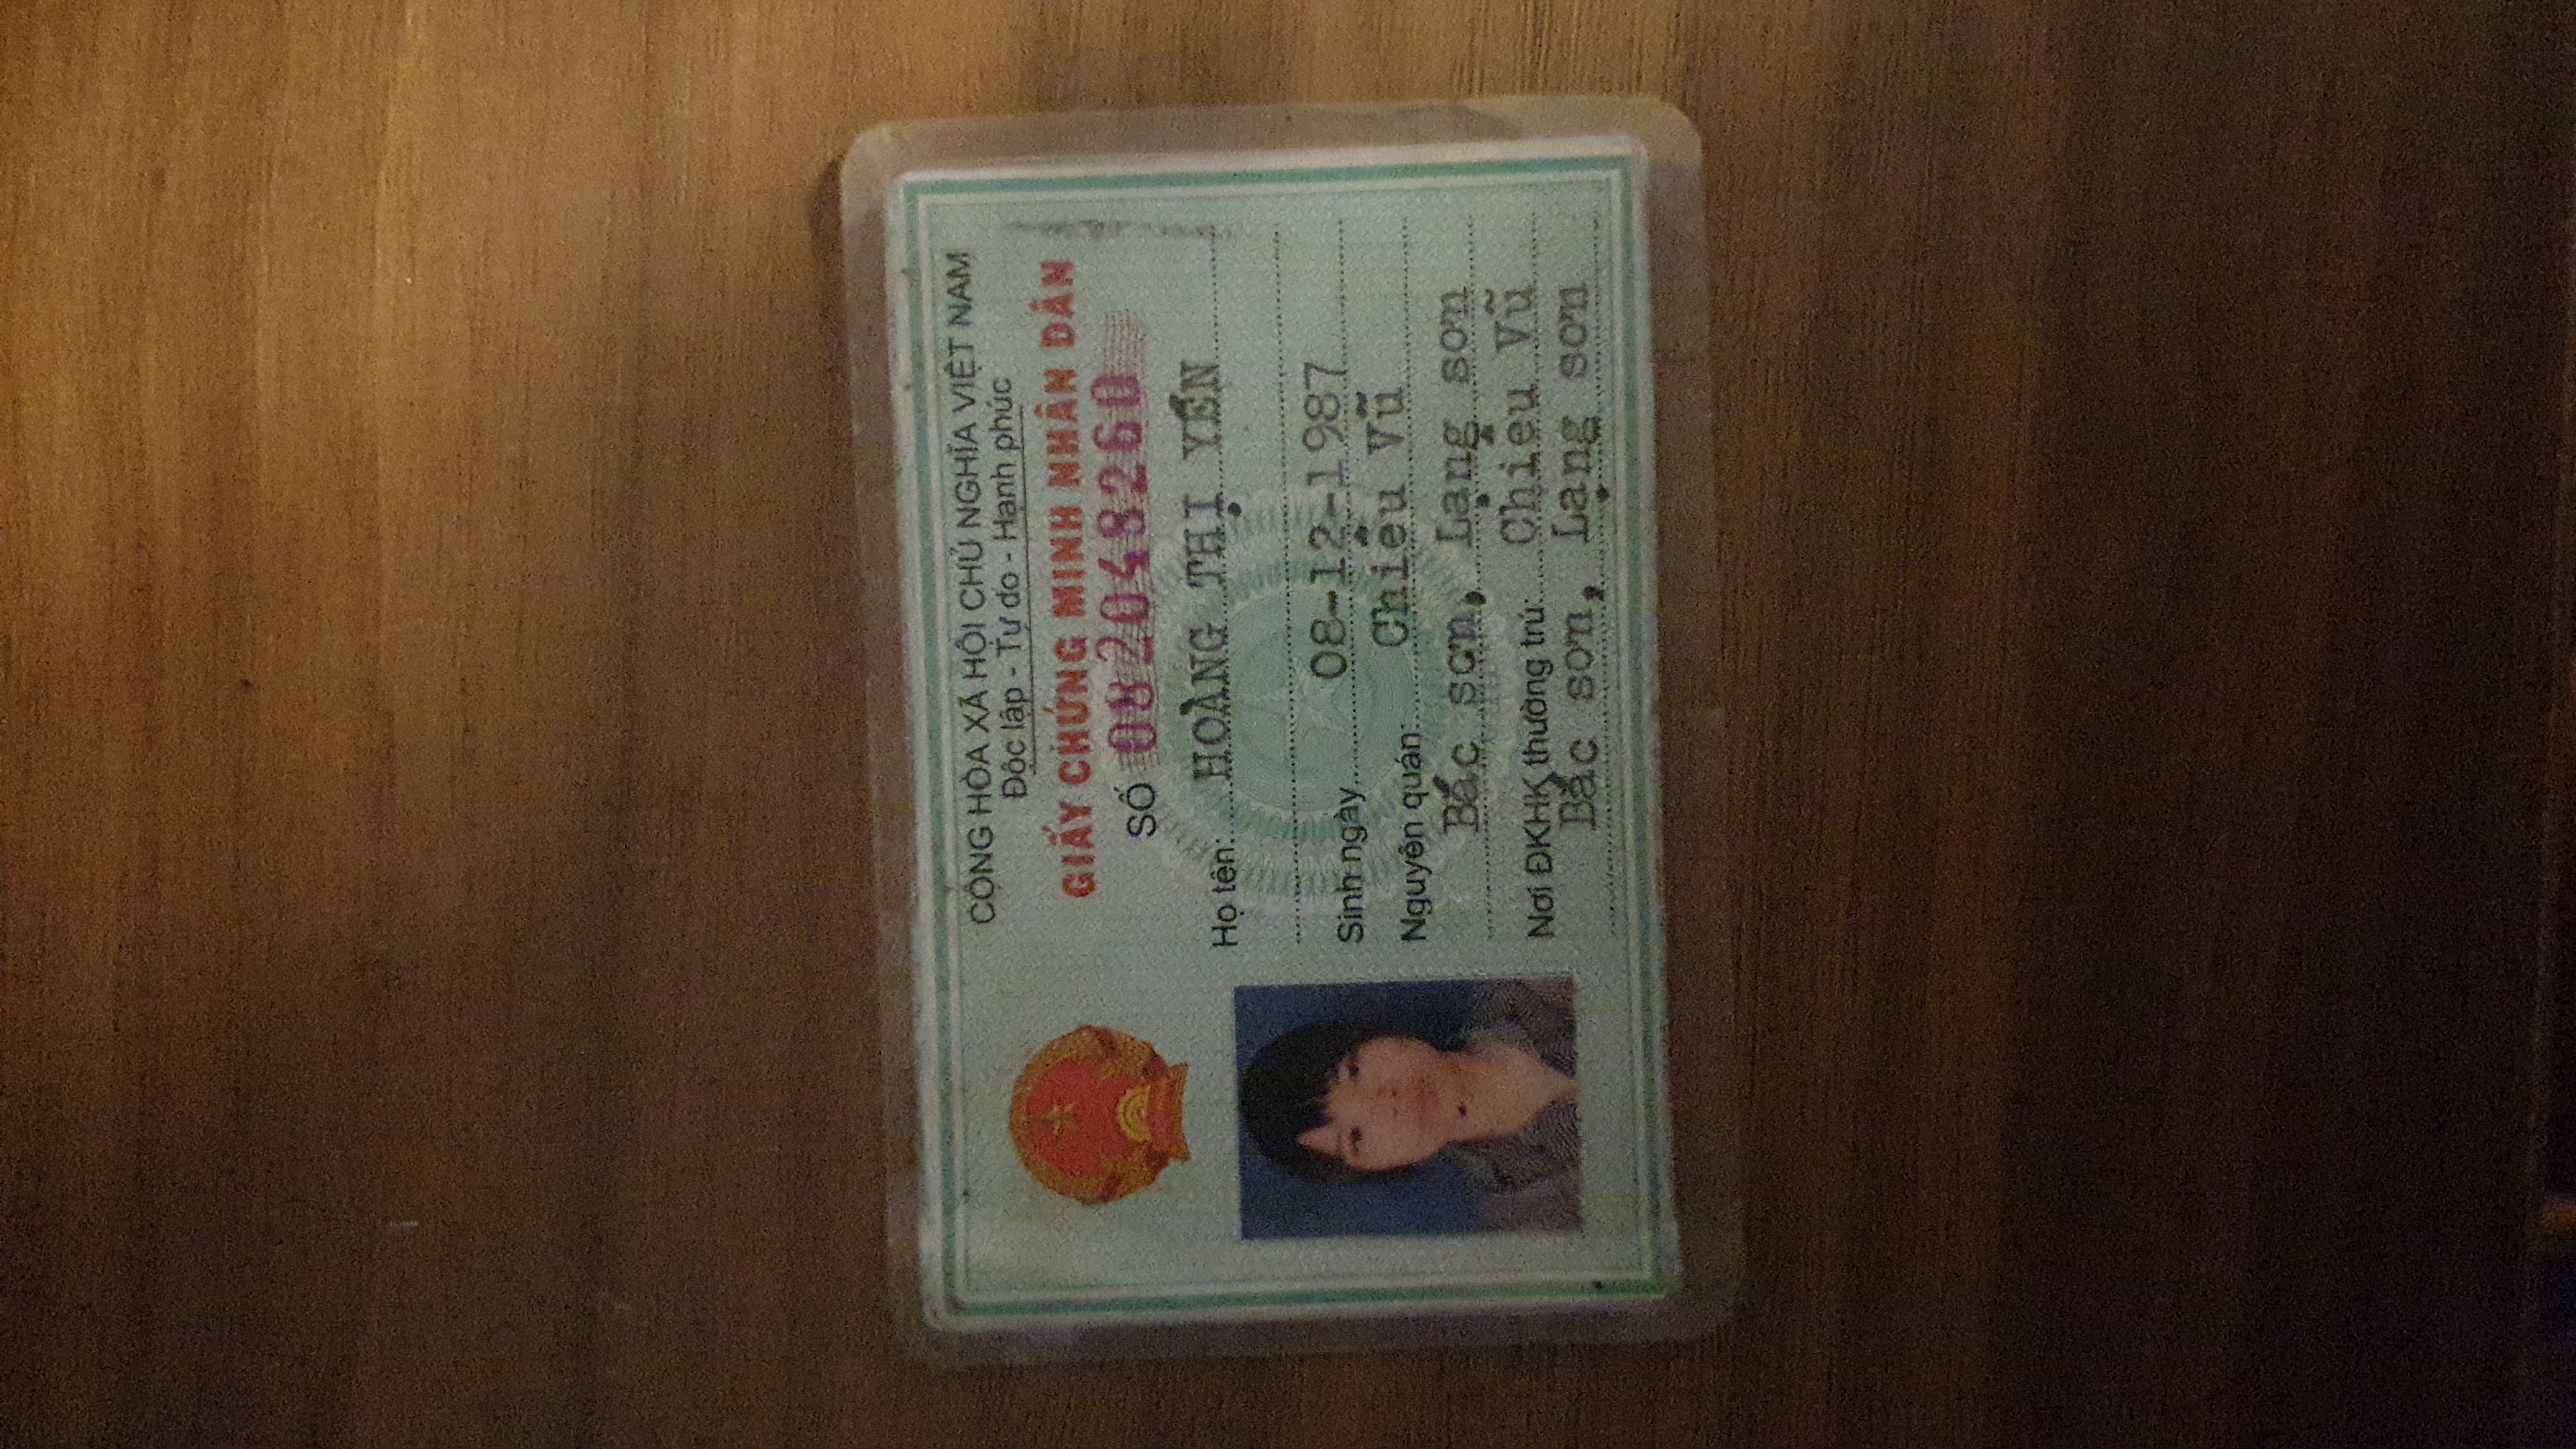 CỘNG HÒA XÃ HỘI CHỦ NGHĨA VIỆT NAM
Độc lập - Tự do - Hạnh phúc
GIẤY CHỨNG MINH NHÂN DÂN
SỐ 082048260
Họ tên: HOÀNG THỊ YẾN
Sinh ngày 08-12-1987
Nguyên quán: Chiêu Vũ
Bắc sơn, Lạng sơn
Nơi ĐKHK thường trú: Chiêu Vũ
Bắc sơn, Lạng sơn